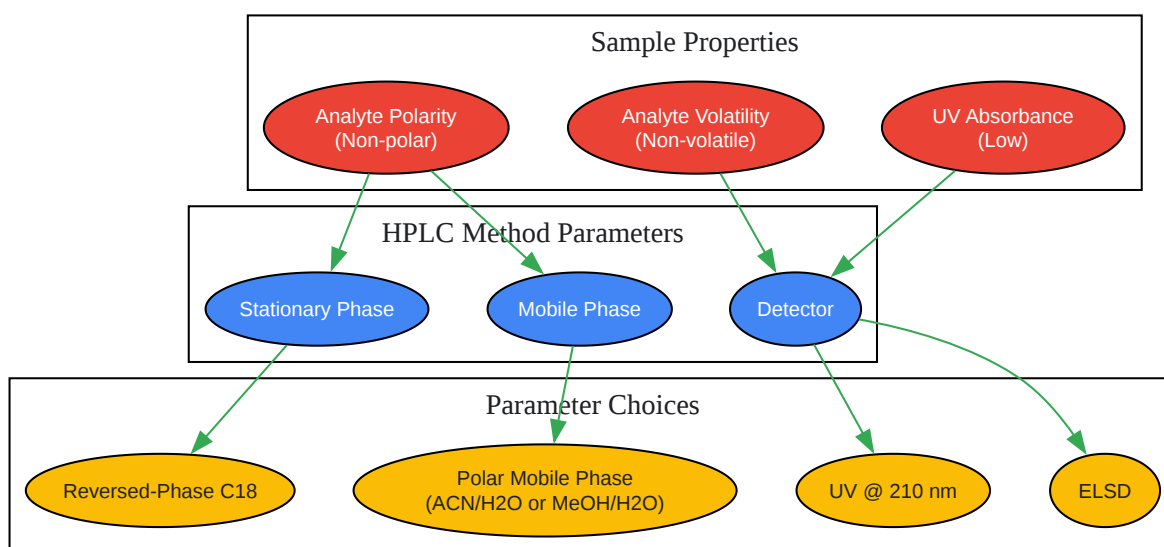 Sample Properties
Analyte Polarity
(Non-polar)
Analyte Volatility
(Non-volatile)
UV Absorbance
(Low)
HPLC Method Parameters
Stationary Phase
Mobile Phase
Detector
Parameter Choices
Reversed-Phase C18
Polar Mobile Phase
(ACN/H2O or MeOH/H2O)
UV @ 210 nm
ELSD